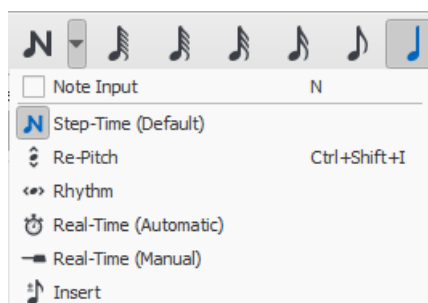 Note Input N
Step-Time (Default)
Re-Pitch Ctrl+Shift+I
Rhythm
Real-Time (Automatic)
Real-Time (Manual)
Insert